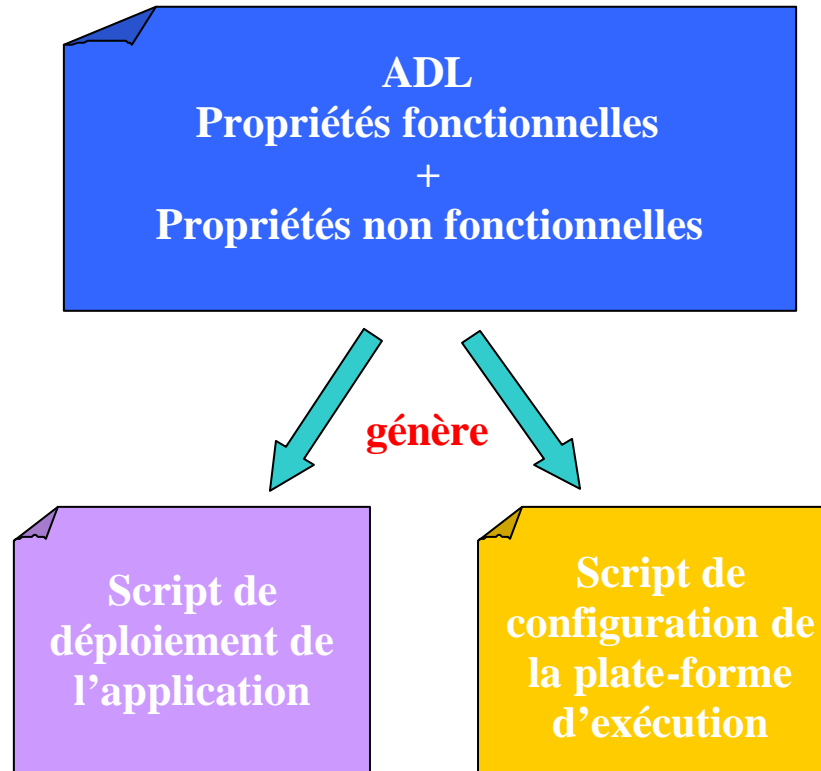 ADL
Propriétés fonctionnelles
+
Propriétés non fonctionnelles
génère
Script de
déploiement de
l’application
Script de
configuration de
la plate-forme
d’exécution